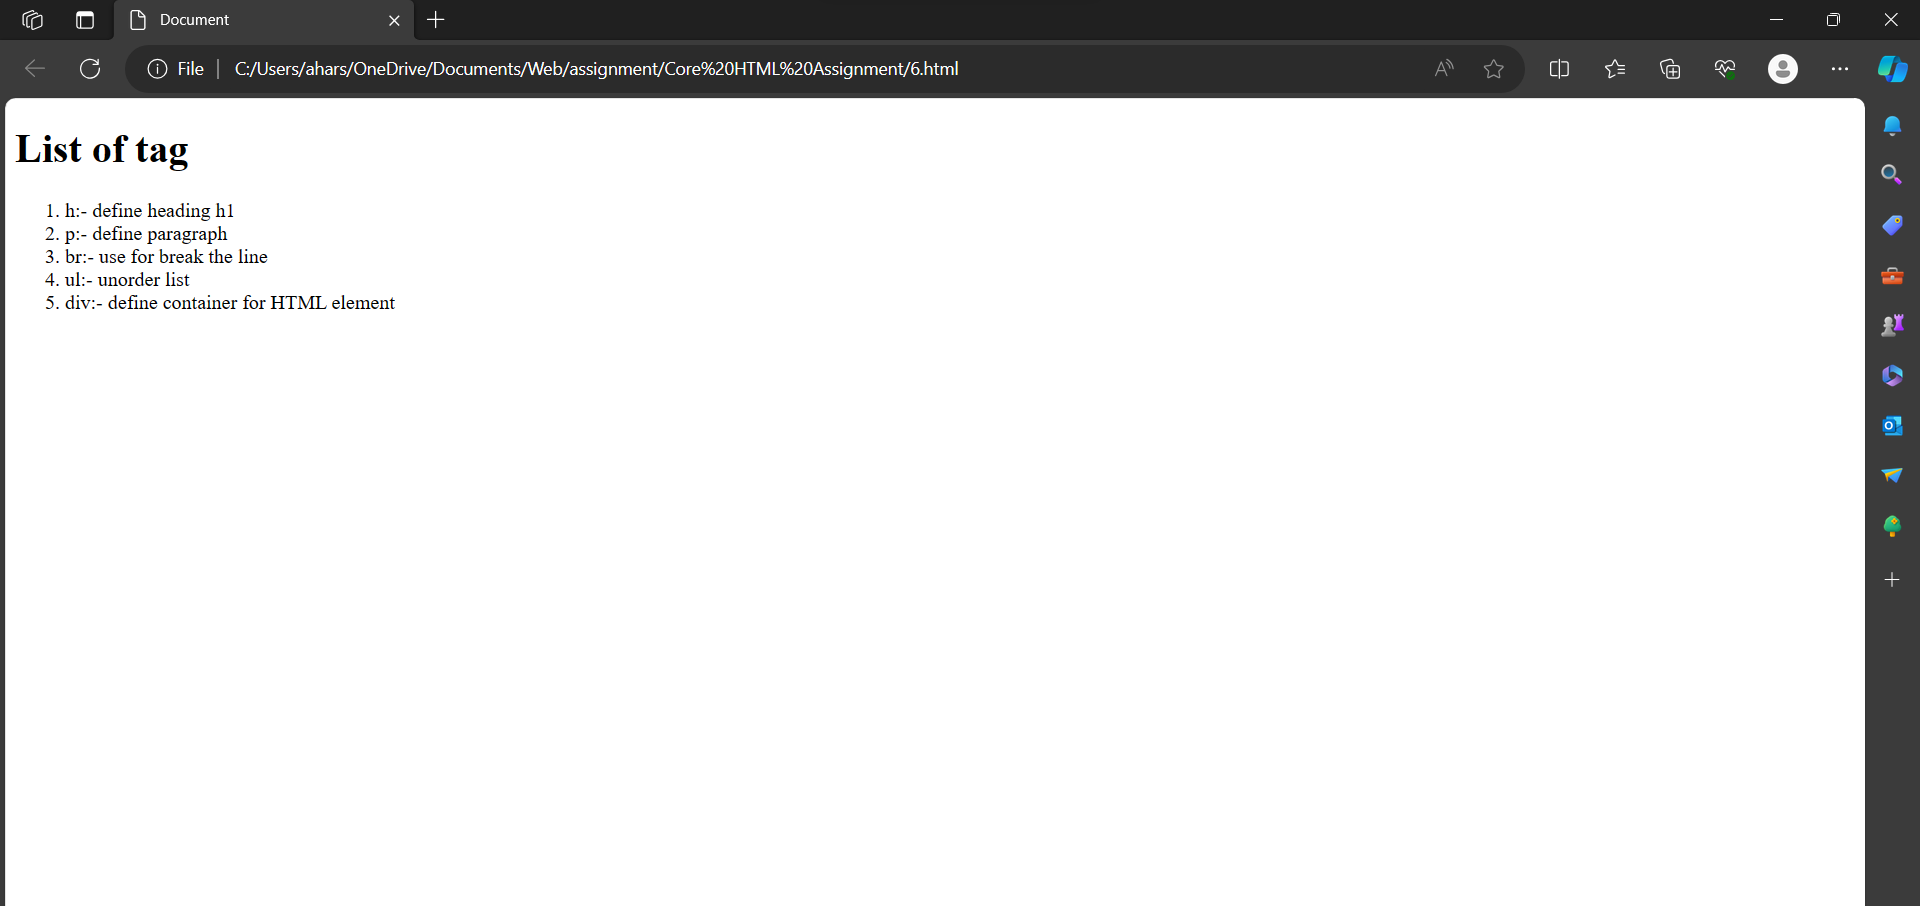 Document
File
C:/Users/ahars/OneDrive/Documents/Web/assignment/Core%20HTML%20Assignment/6.html
List of tag
1. h:- define heading h1
2. p:- define paragraph
3. br:- use for break the line
4. ul:- unorder list
5. div:- define container for HTML element